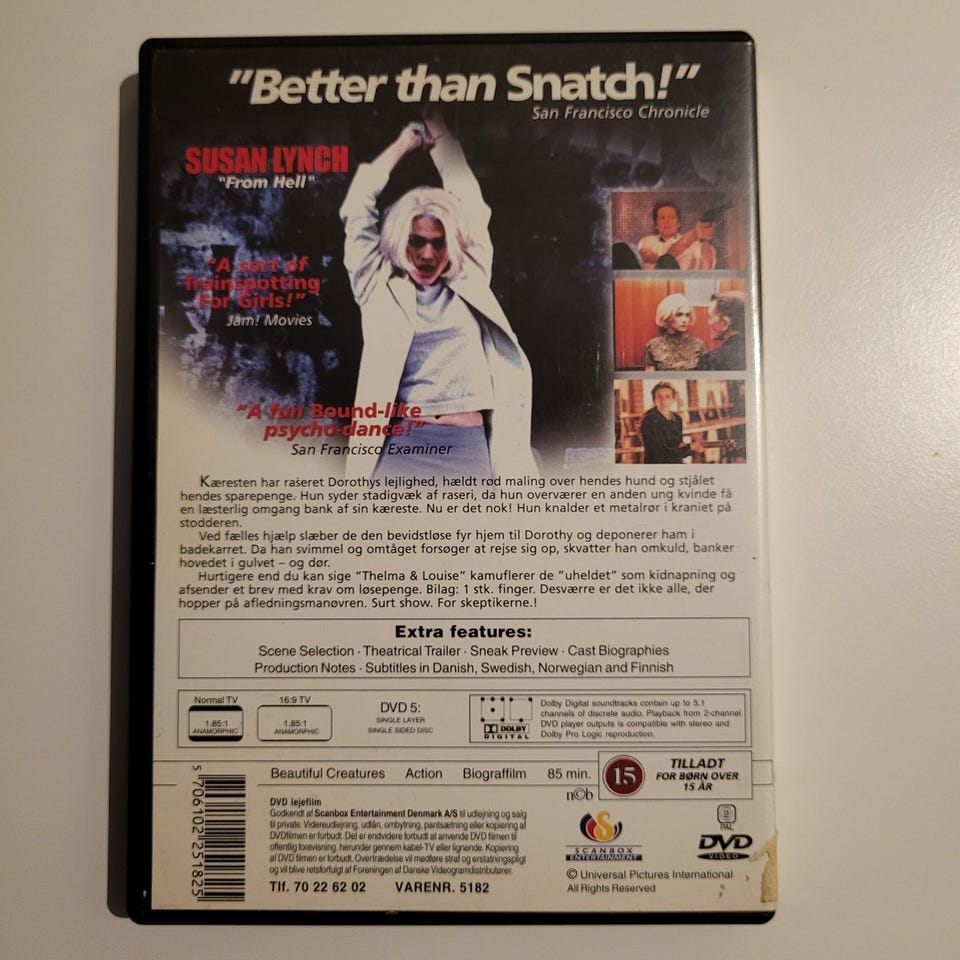 "Better than Snatch!"
San Francisco Chronicle
SUSAN LYNCH
"From Hell"
"A sort of
Trainspotting
For Girls!"
Jam! Movies
"A fun Bound-like
psycho-dance!"
San Francisco Examiner
Kæresten har raseret Dorothys lejlighed, hældt rød maling over hendes hund og stjålet
hendes sparepenge. Hun syder stadigvæk af raseri, da hun overværer en anden ung kvinde få
en læsterlig omgang bank af sin kæreste. Nu er det nok! Hun knalder et metalrør i kraniet på
stodderen.
Ved fælles hjælp slæber de den bevidstløse fyr hjem til Dorothy og deponerer ham i
badekarret. Da han svimmel og omtåget forsøger at rejse sig op, skvatter han omkuld, banker
hovedet i gulvet – og dør.
Hurtigere end du kan sige "Thelma & Louise" kamuflerer de "uheldet" som kidnapning og
afsender et brev med krav om løsepenge. Bilag: 1 stk. finger. Desværre er det ikke alle, der
hopper på afledningsmanøvren. Surt show. For skeptikerne.!
Extra features:
Scene Selection · Theatrical Trailer · Sneak Preview · Cast Biographies
Production Notes · Subtitles in Danish, Swedish, Norwegian and Finnish
Normal TV
1.85:1
ANAMORPHIC
16:9 TV
1.85:1
ANAMORPHIC
DVD 5:
SINGLE LAYER
SINGLE SIDED DISC
DOLBY
DIGITAL
Dolby Digital soundtracks contain up to 5.1
channels of discrete audio. Playback from 2-channel
DVD player outputs is compatible with stereo and
Dolby Pro Logic reproduction.
Beautiful Creatures Action Biograffilm 85 min.
15
TILLADT
FOR BØRN OVER
15 ÅR
n©b
5706102251825
DVD lejefilm
Godkendt af Scanbox Entertainment Denmark A/S til udlejning og salg
til private. Videreudlejning, udlån, ombytning, pantsætning eller kopiering af
DVDfilmen er forbudt. Det er endvidere forbudt at anvende DVD filmen til
offentlig forevisning, herunder gennem kabel-TV eller lignende. Kopiering
af DVD filmen er forbudt. Overtrædelse vil medføre straf og erstatningspligt
og vil blive retsforfulgt af Foreningen af Danske Videogramdistributører.
Tlf. 70 22 62 02 VARENR. 5182
SCANBOX
ENTERTAINMENT
2
PAL
DVD
VIDEO
© Universal Pictures International
All Rights Reserved